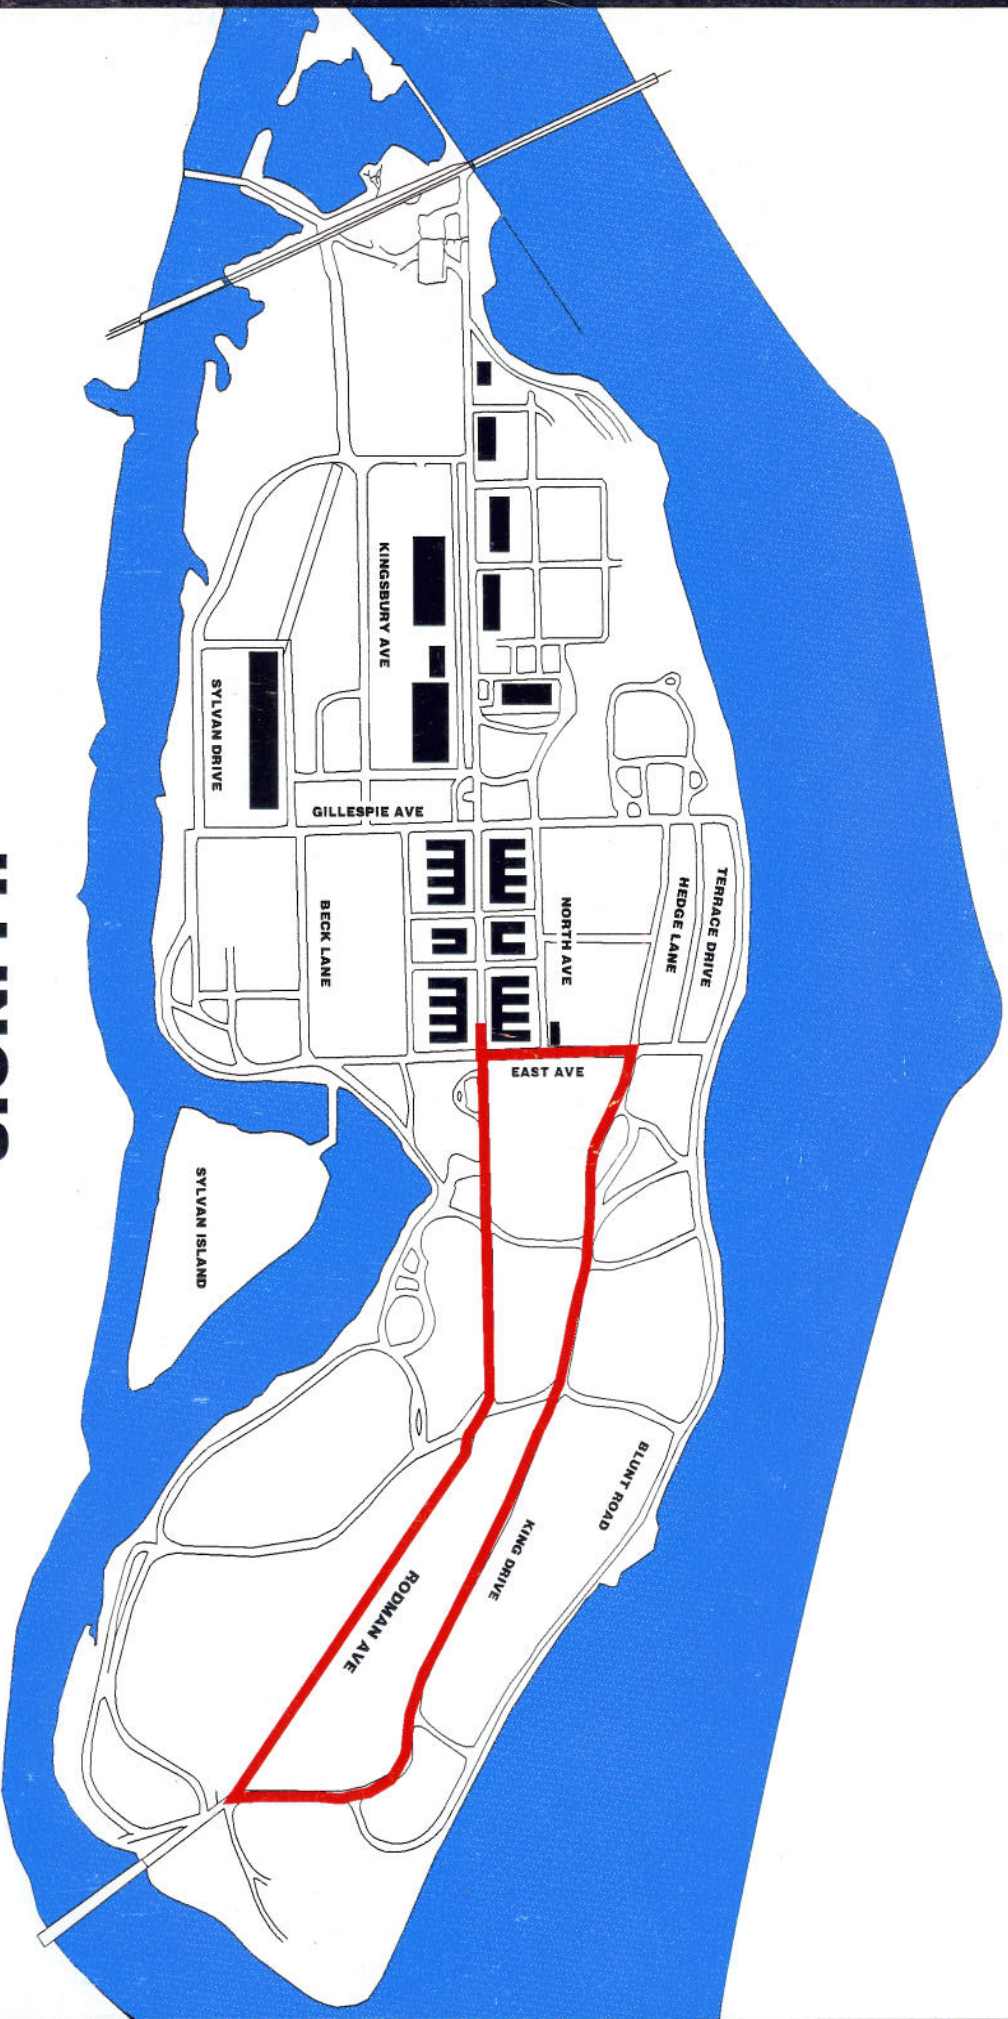 KINGSBURY AVE
SYLVAN DRIVE
GILLESPIE AVE
TERRACE DRIVE
HEDGE LANE
NORTH AVE
BECK LANE
EAST AVE
SYLVAN ISLAND
BLUNT ROAD
KING DRIVE
RODMAN AVE